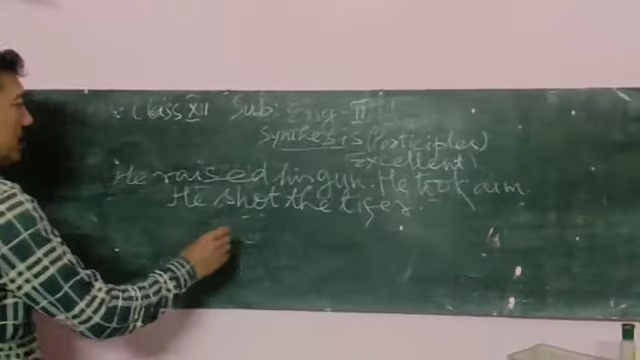 Class XII Sub: Eng-II
Synthesis (Participles)
Excellent
He raised his gun. He took aim.
He shot the tiger.